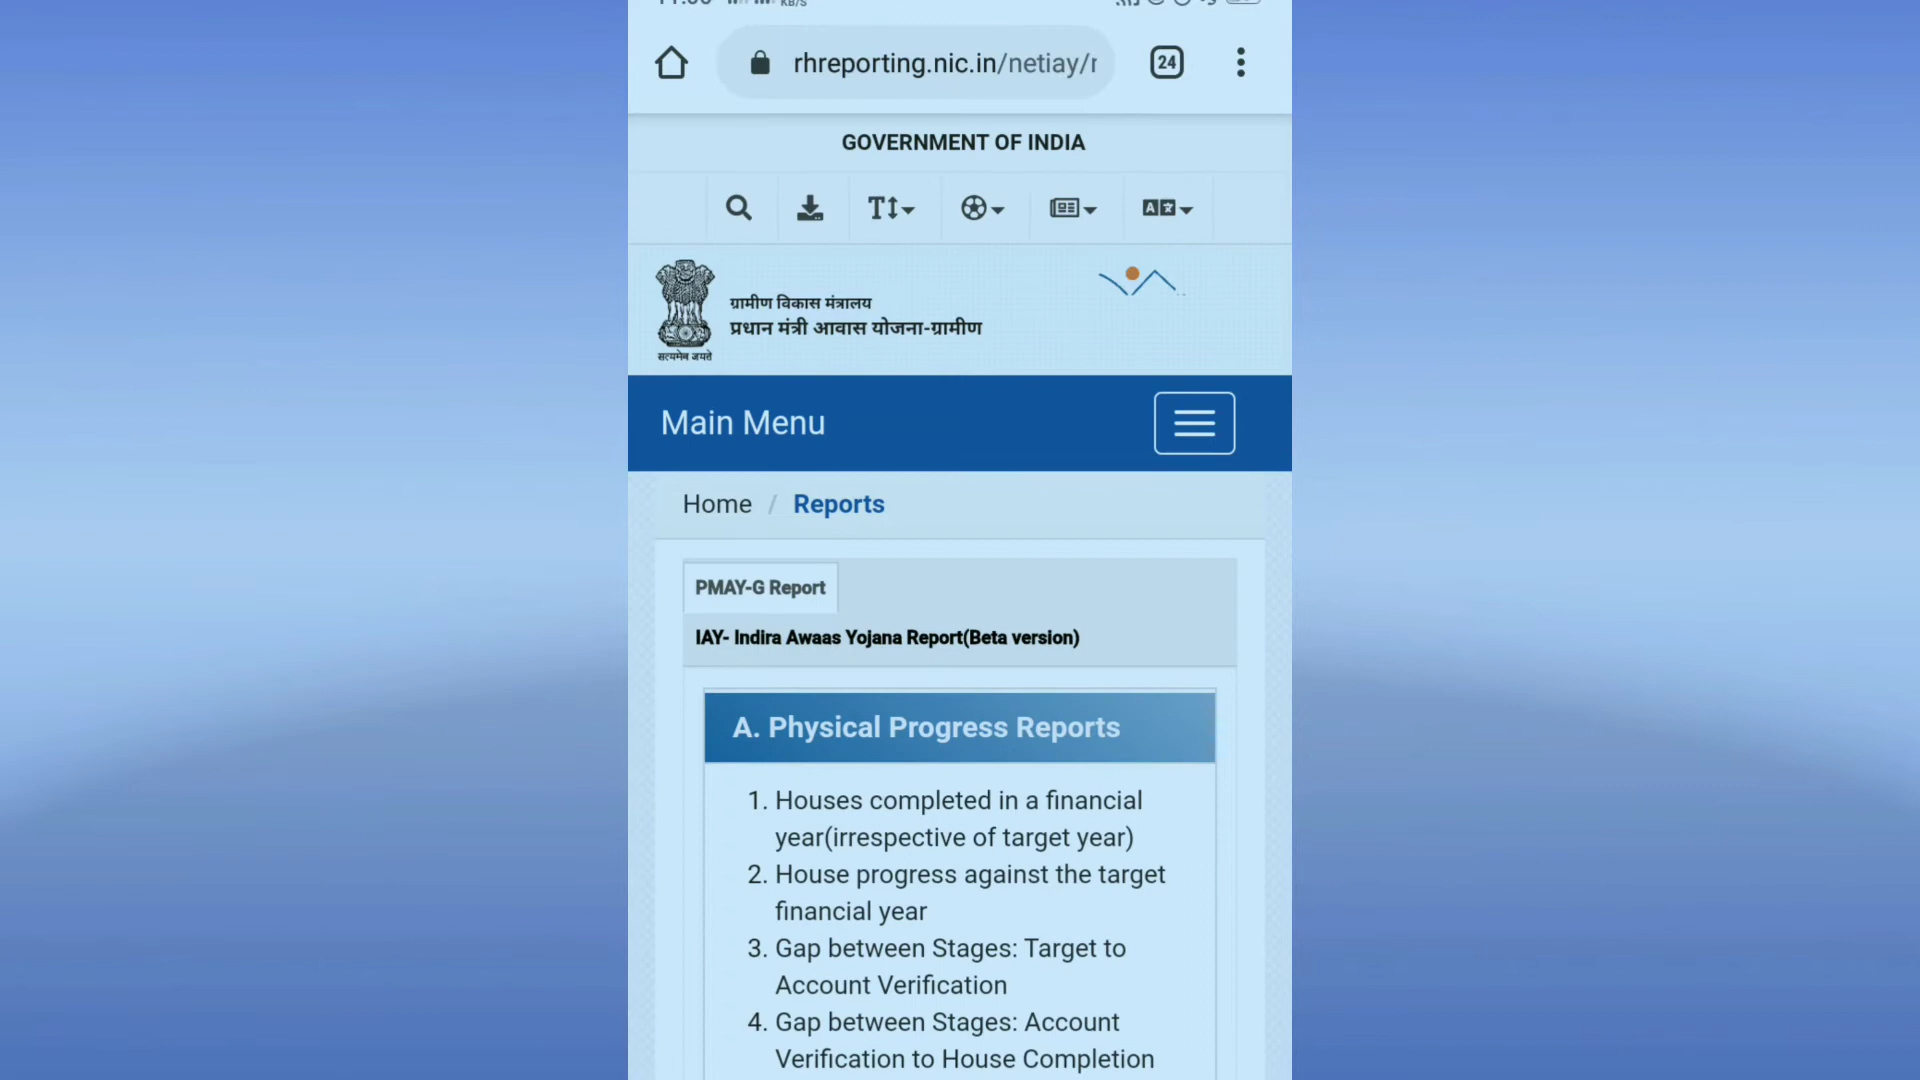 KB/S
rhreporting.nic.in/netiay/r
24
GOVERNMENT OF INDIA
ग्रामीण विकास मंत्रालय
प्रधान मंत्री आवास योजना-ग्रामीण
सत्यमेव जयते
Main Menu
Home / Reports
PMAY-G Report
IAY- Indira Awaas Yojana Report(Beta version)
A. Physical Progress Reports
1. Houses completed in a financial
year(irrespective of target year)
2. House progress against the target
financial year
3. Gap between Stages: Target to
Account Verification
4. Gap between Stages: Account
Verification to House Completion